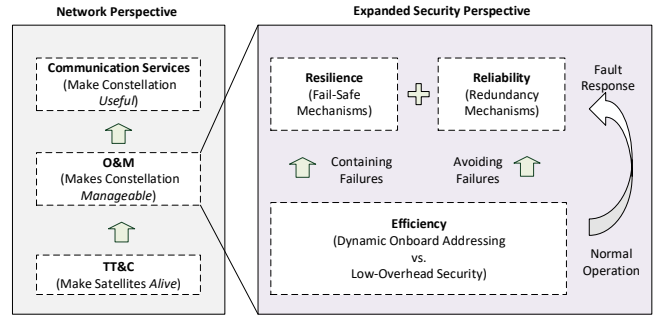 Network Perspective
Communication Services
(Make Constellation
Useful)
O&M
(Makes Constellation
Manageable)
TT&C
(Make Satellites Alive)
Expanded Security Perspective
Resilience
(Fail-Safe
Mechanisms)
Reliability
(Redundancy
Mechanisms)
Fault
Response
Containing
Failures
Avoiding
Failures
Efficiency
(Dynamic Onboard Addressing
vs.
Low-Overhead Security)
Normal
Operation